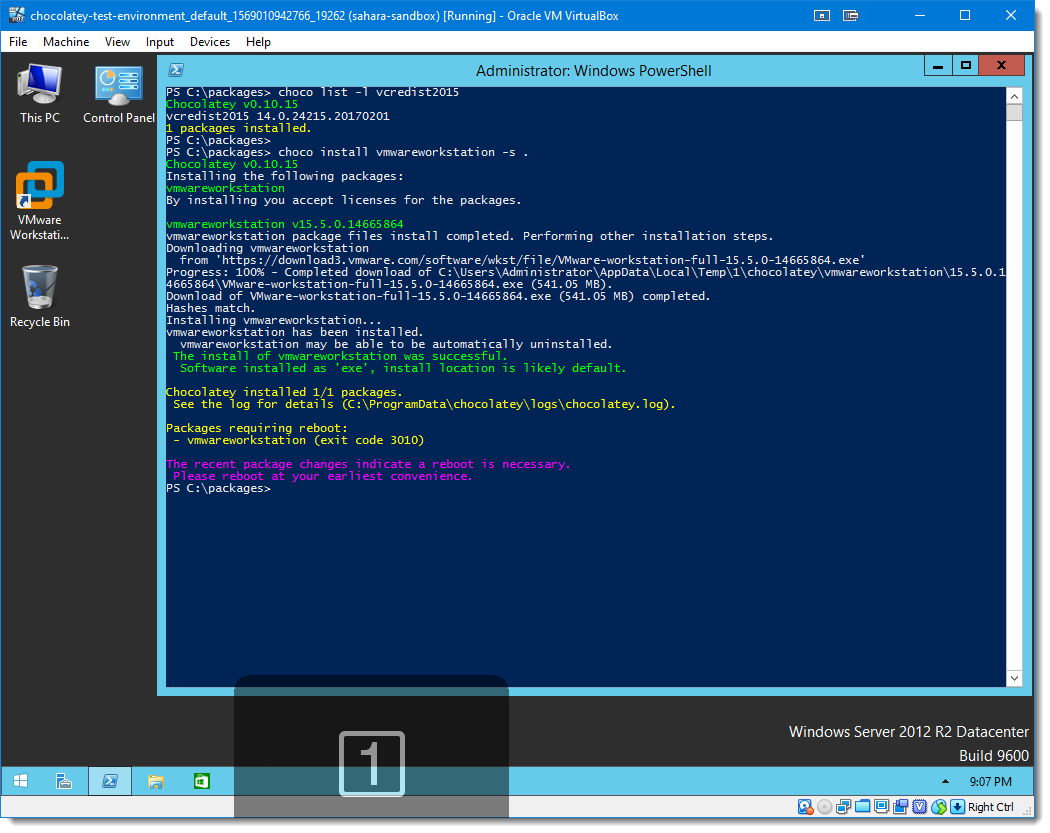 chocolatey-test-environment_default_1569010942766_19262 (sahara-sandbox) [Running] - Oracle VM VirtualBox
File Machine View Input Devices Help
This PC
Control Panel
VMware
Workstati...
Recycle Bin
Administrator: Windows PowerShell
PS C:\packages> choco list -l vcredist2015
Chocolatey v0.10.15
vcredist2015 14.0.24215.20170201
1 packages installed.
PS C:\packages>
PS C:\packages> choco install vmwareworkstation -s .
Chocolatey v0.10.15
Installing the following packages:
vmwareworkstation
By installing you accept licenses for the packages.
vmwareworkstation v15.5.0.14665864
vmwareworkstation package files install completed. Performing other installation steps.
Downloading vmwareworkstation
from 'https://download3.vmware.com/software/wkst/file/VMware-workstation-full-15.5.0-14665864.exe'
Progress: 100% - Completed download of C:\Users\Administrator\AppData\Local\Temp\1\chocolatey\vmwareworkstation\15.5.0.1
4665864\VMware-workstation-full-15.5.0-14665864.exe (541.05 MB).
Download of VMware-workstation-full-15.5.0-14665864.exe (541.05 MB) completed.
Hashes match.
Installing vmwareworkstation...
vmwareworkstation has been installed.
vmwareworkstation may be able to be automatically uninstalled.
The install of vmwareworkstation was successful.
Software installed as 'exe', install location is likely default.
Chocolatey installed 1/1 packages.
See the log for details (C:\ProgramData\chocolatey\logs\chocolatey.log).
Packages requiring reboot:
- vmwareworkstation (exit code 3010)
The recent package changes indicate a reboot is necessary.
Please reboot at your earliest convenience.
PS C:\packages>
1
Windows Server 2012 R2 Datacenter
Build 9600
9:07 PM
Right Ctrl